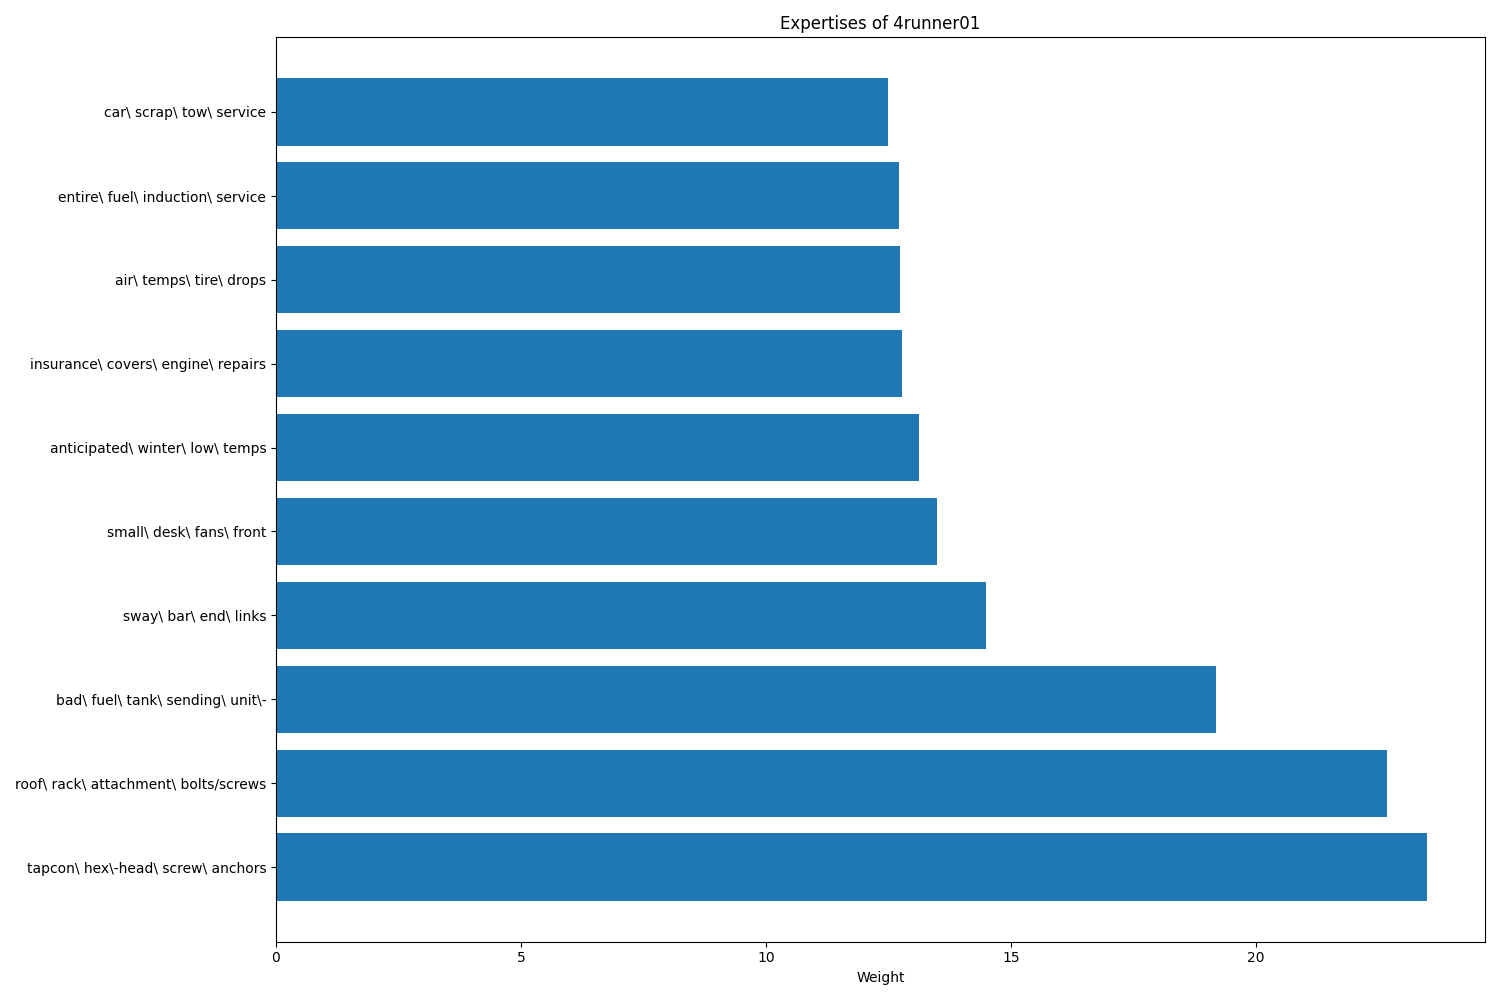 Expertises of 4runner01
car\ scrap\ tow\ service
entire\ fuel\ induction\ service
air\ temps\ tire\ drops
insurance\ covers\ engine\ repairs
anticipated\ winter\ low\ temps
small\ desk\ fans\ front
sway\ bar\ end\ links
bad\ fuel\ tank\ sending\ unit\-
roof\ rack\ attachment\ bolts/screws
tapcon\ hex\-head\ screw\ anchors
0 5 10 15 20
Weight